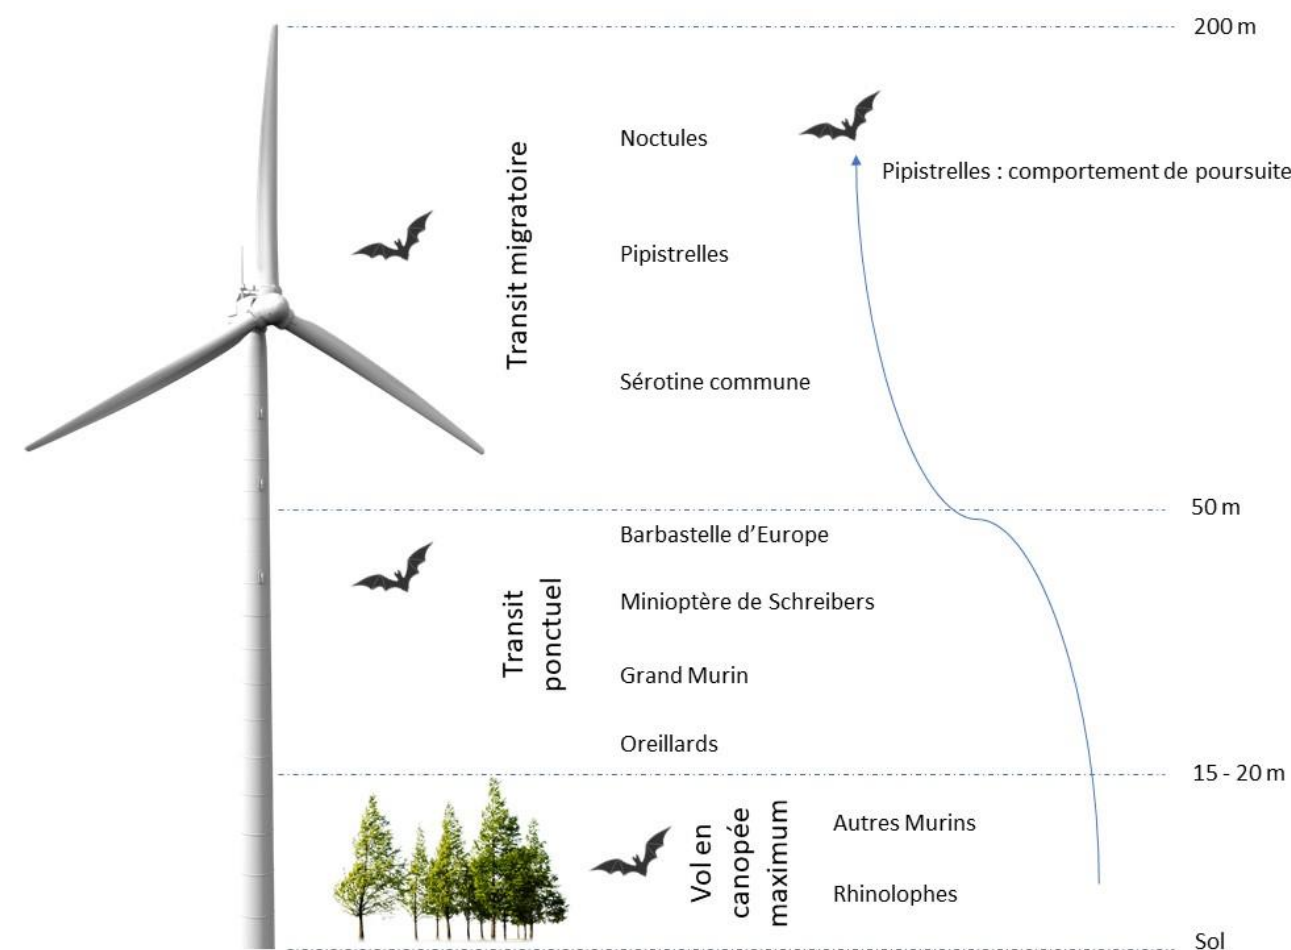 200 m
Noctules
Pipistrelles : comportement de poursuite
Transit migratoire
Pipistrelles
Sérotine commune
50 m
Barbastelle d’Europe
Transit
ponctuel
Minioptère de Schreibers
Grand Murin
Oreillards
15 - 20 m
Vol en
canopée
maximum
Autres Murins
Rhinolophes
Sol